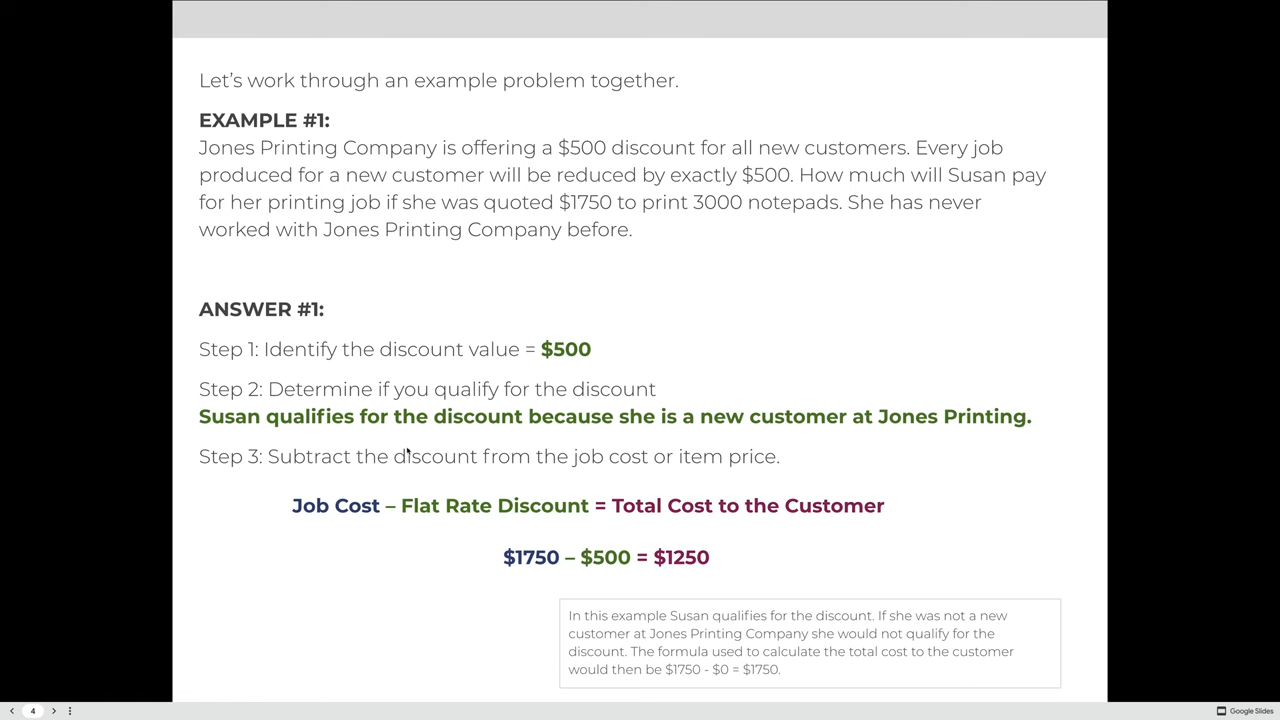 Let's work through an example problem together.
EXAMPLE #1:
Jones Printing Company is offering a $500 discount for all new customers. Every job
produced for a new customer will be reduced by exactly $500. How much will Susan pay
for her printing job if she was quoted $1750 to print 3000 notepads. She has never
worked with Jones Printing Company before.
ANSWER #1:
Step 1: Identify the discount value = $500
Step 2: Determine if you qualify for the discount
Susan qualifies for the discount because she is a new customer at Jones Printing.
Step 3: Subtract the discount from the job cost or item price.
Job Cost – Flat Rate Discount = Total Cost to the Customer
$1750 – $500 = $1250
In this example Susan qualifies for the discount. If she was not a new
customer at Jones Printing Company she would not qualify for the
discount. The formula used to calculate the total cost to the customer
would then be $1750 - $0 = $1750.
4
Google Slides